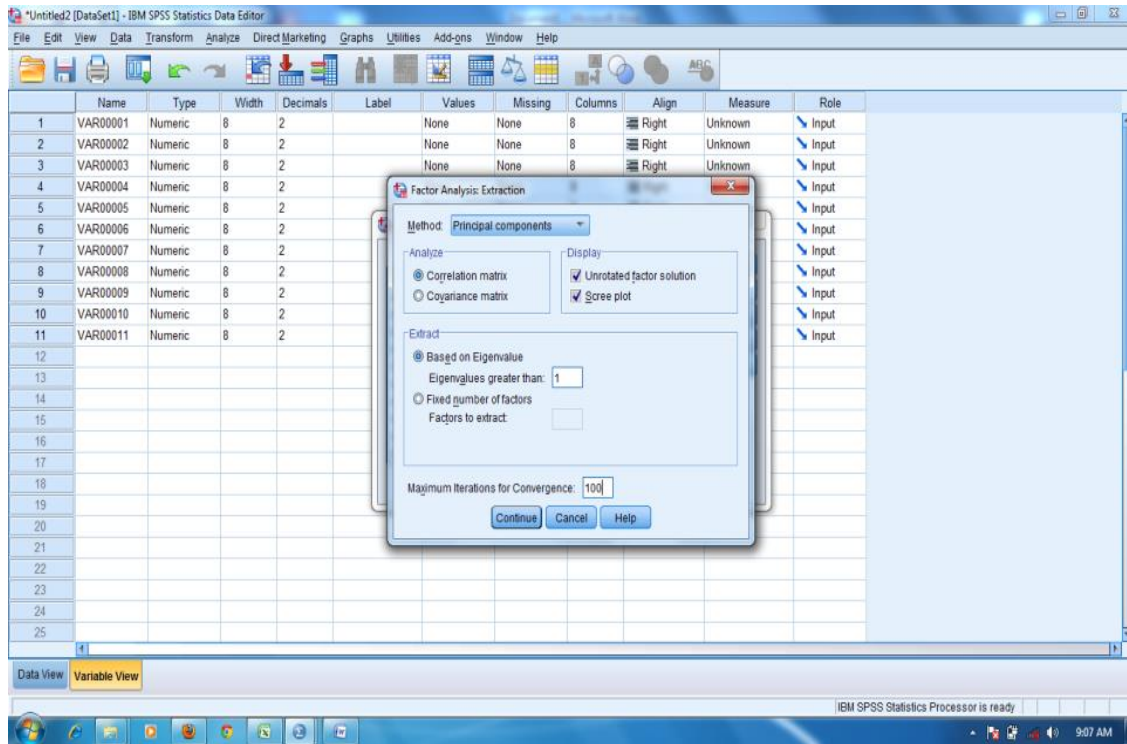 *Untitled2 [DataSet1] - IBM SPSS Statistics Data Editor
File Edit View Data Transform Analyze Direct Marketing Graphs Utilities Add-ons Window Help
Name Type Width Decimals Label Values Missing Columns Align Measure Role
1 VAR00001 Numeric 8 2 None None 8 Right Unknown Input
2 VAR00002 Numeric 8 2 None None 8 Right Unknown Input
3 VAR00003 Numeric 8 2 None None 8 Right Unknown Input
4 VAR00004 Numeric 8 2 Input
5 VAR00005 Numeric 8 2 Input
6 VAR00006 Numeric 8 2 Input
7 VAR00007 Numeric 8 2 Input
8 VAR00008 Numeric 8 2 Input
9 VAR00009 Numeric 8 2 Input
10 VAR00010 Numeric 8 2 Input
11 VAR00011 Numeric 8 2 Input
12
13
14
15
16
17
18
19
20
21
22
23
24
25
Factor Analysis: Extraction
Method: Principal components
Analyze
Correlation matrix
Covariance matrix
Display
Unrotated factor solution
Scree plot
Extract
Based on Eigenvalue
Eigenvalues greater than: 1
Fixed number of factors
Factors to extract:
Maximum Iterations for Convergence: 100
Continue Cancel Help
Data View Variable View
IBM SPSS Statistics Processor is ready
9:07 AM